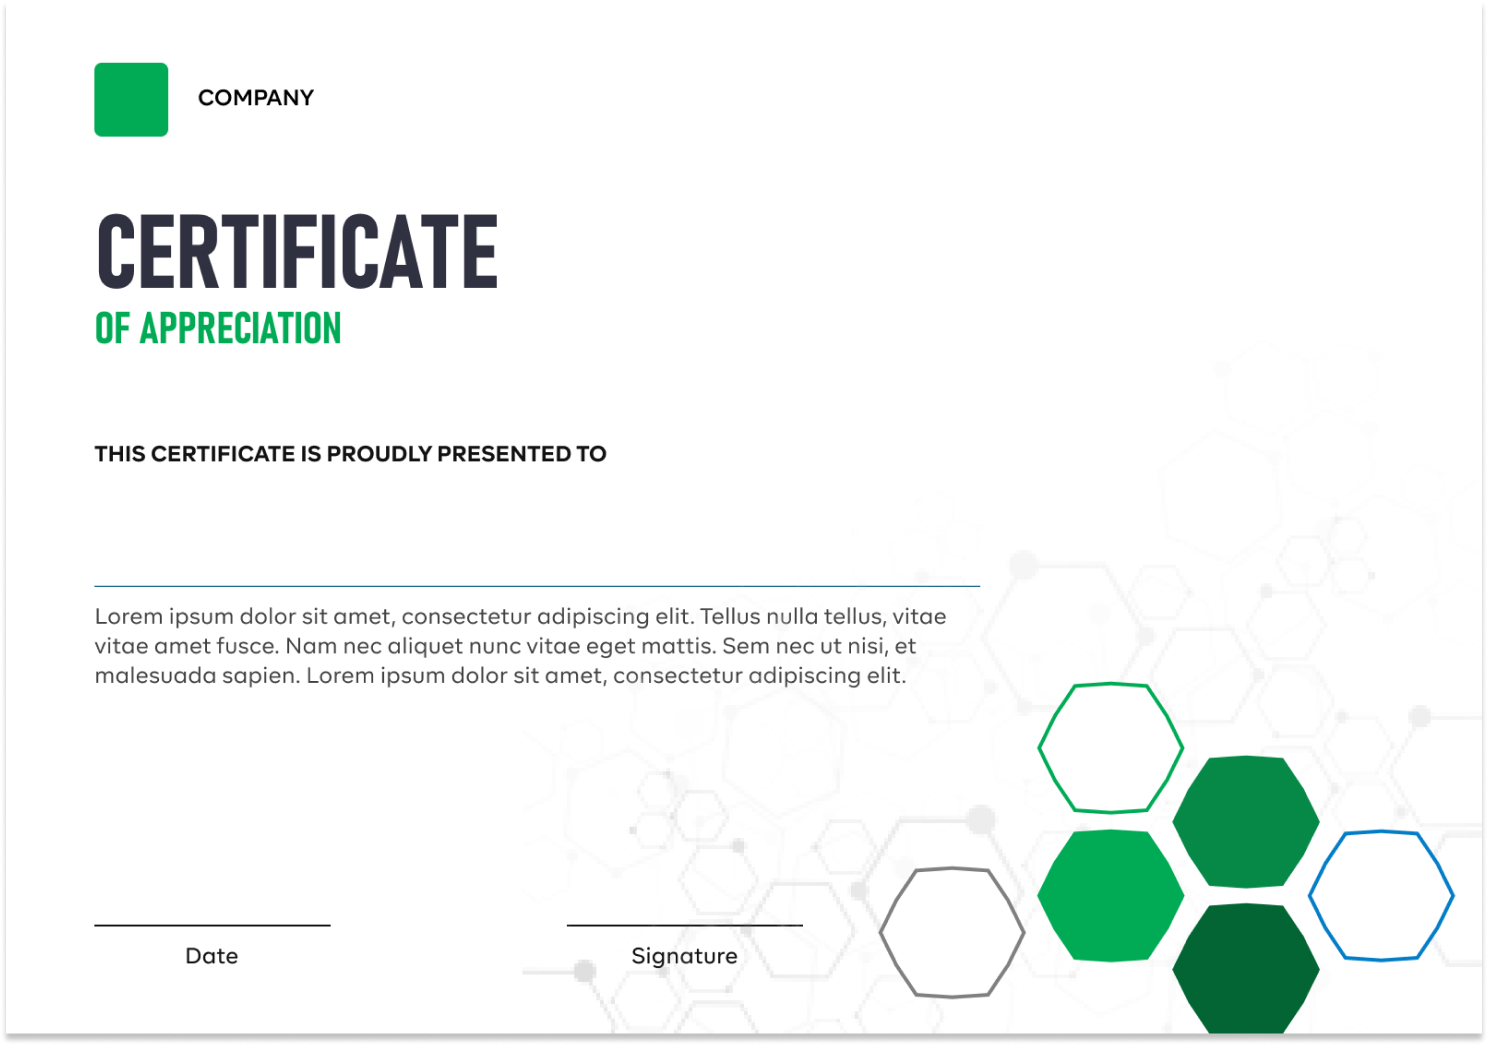 COMPANY
CERTIFICATE
OF APPRECIATION
THIS CERTIFICATE IS PROUDLY PRESENTED TO
Lorem ipsum dolor sit amet, consectetur adipiscing elit. Tellus nulla tellus, vitae
vitae amet fusce. Nam nec aliquet nunc vitae eget mattis. Sem nec ut nisi, et
malesuada sapien. Lorem ipsum dolor sit amet, consectetur adipiscing elit.
Date
Signature